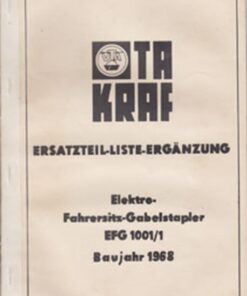 TA
KRAF
ERSATZTEIL-LISTE-ERGÄNZUNG
Elektro-
Fahrersitz-Gabelstapler
EFG 1001/1
Baujahr 1968